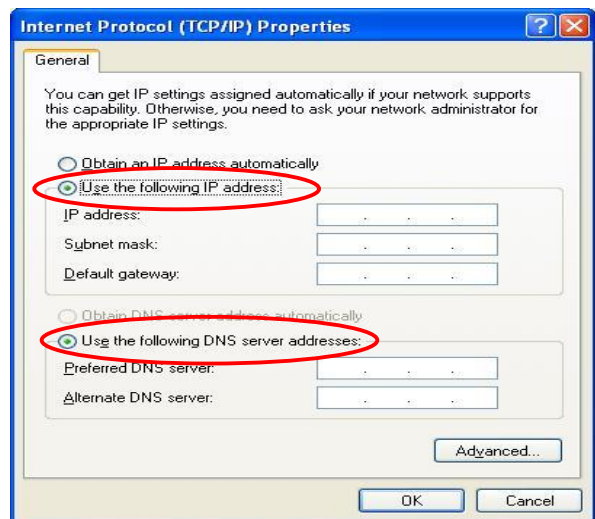 Internet Protocol (TCP/IP) Properties
General
You can get IP settings assigned automatically if your network supports
this capability. Otherwise, you need to ask your network administrator for
the appropriate IP settings.
Obtain an IP address automatically
Use the following IP address:
IP address:
Subnet mask:
Default gateway:
Obtain DNS server address automatically
Use the following DNS server addresses:
Preferred DNS server:
Alternate DNS server:
Advanced...
OK Cancel